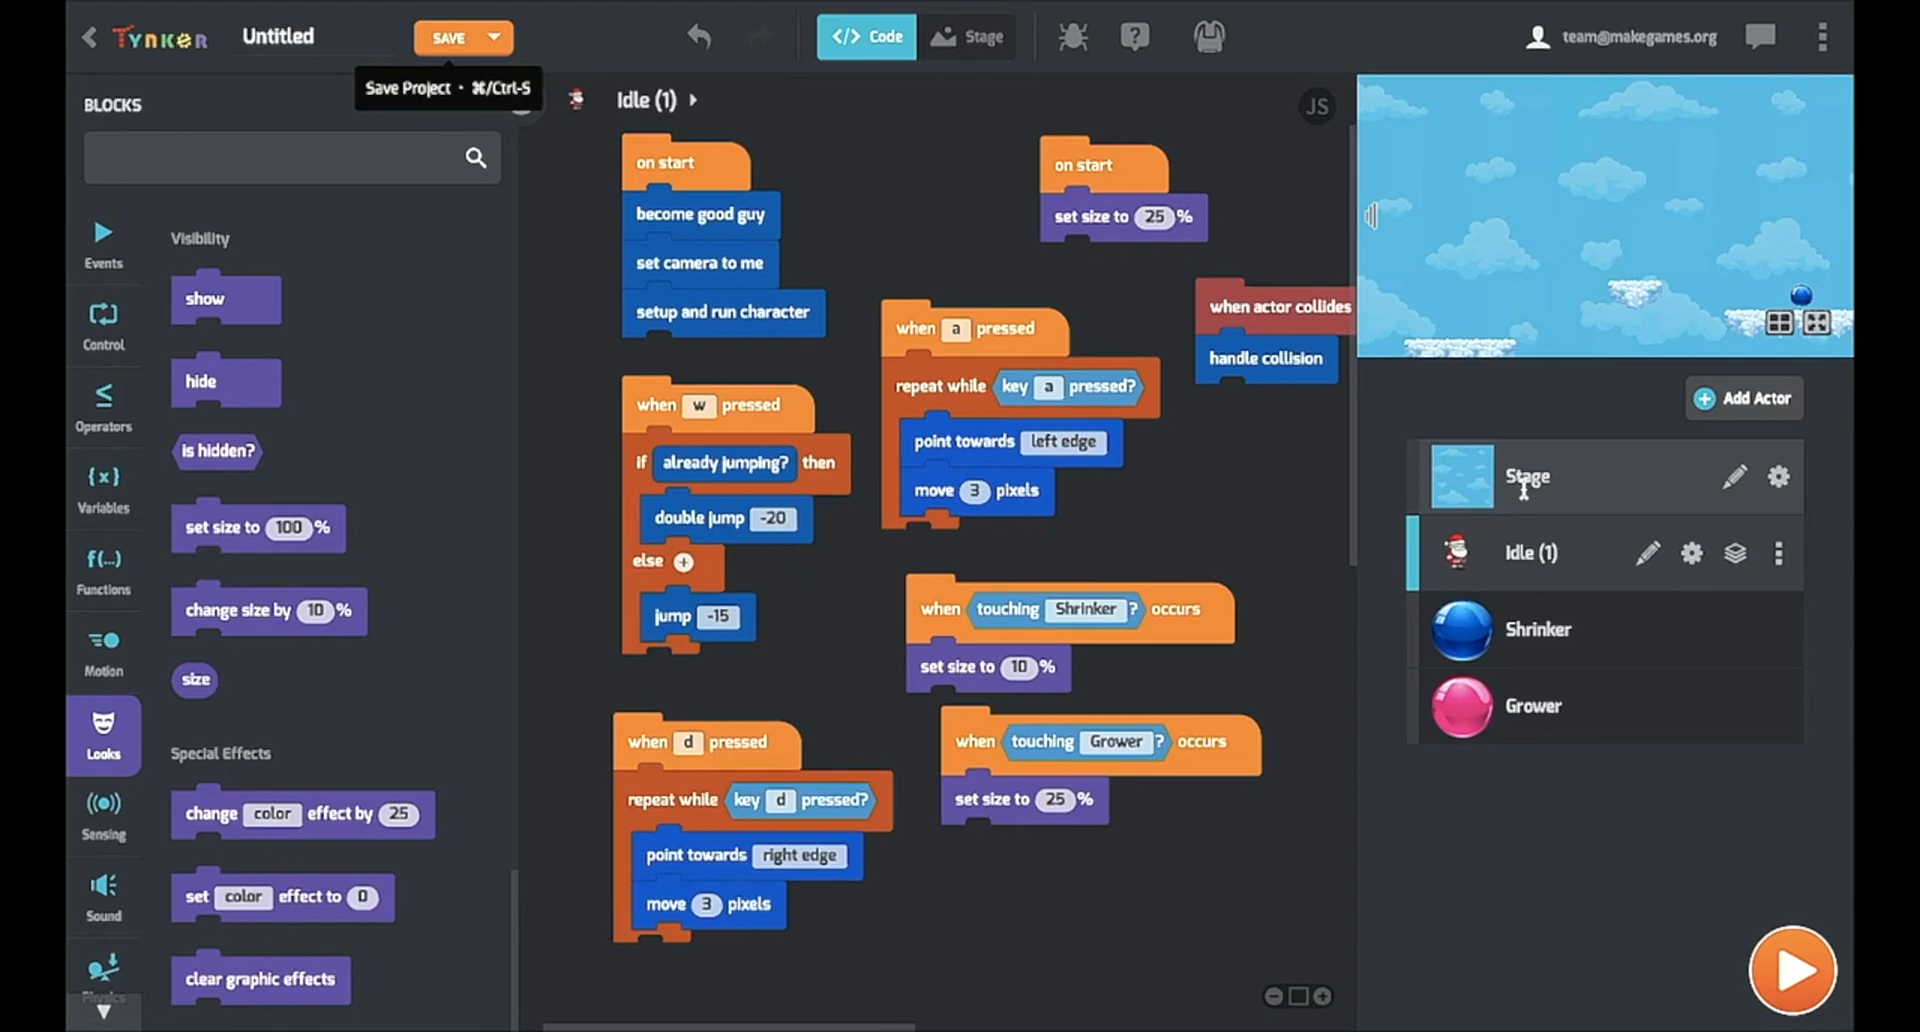 TYNKER
Untitled
SAVE
</> Code
Stage
?
team@makegames.org
Save Project · ⌘/Ctrl-S
BLOCKS
Idle (1)
JS
Events
Control
Operators
{x}
Variables
f(...)
Functions
Motion
Looks
Sensing
Sound
Physics
Visibility
show
hide
is hidden?
set size to 100 %
change size by 10 %
size
Special Effects
change color effect by 25
set color effect to 0
clear graphic effects
on start
become good guy
set camera to me
setup and run character
when w pressed
if already jumping? then
double jump -20
else
jump -15
when d pressed
repeat while key d pressed?
point towards right edge
move 3 pixels
on start
set size to 25 %
when a pressed
repeat while key a pressed?
point towards left edge
move 3 pixels
when actor collides
handle collision
when touching Shrinker ? occurs
set size to 10 %
when touching Grower ? occurs
set size to 25 %
Add Actor
Stage
Idle (1)
Shrinker
Grower